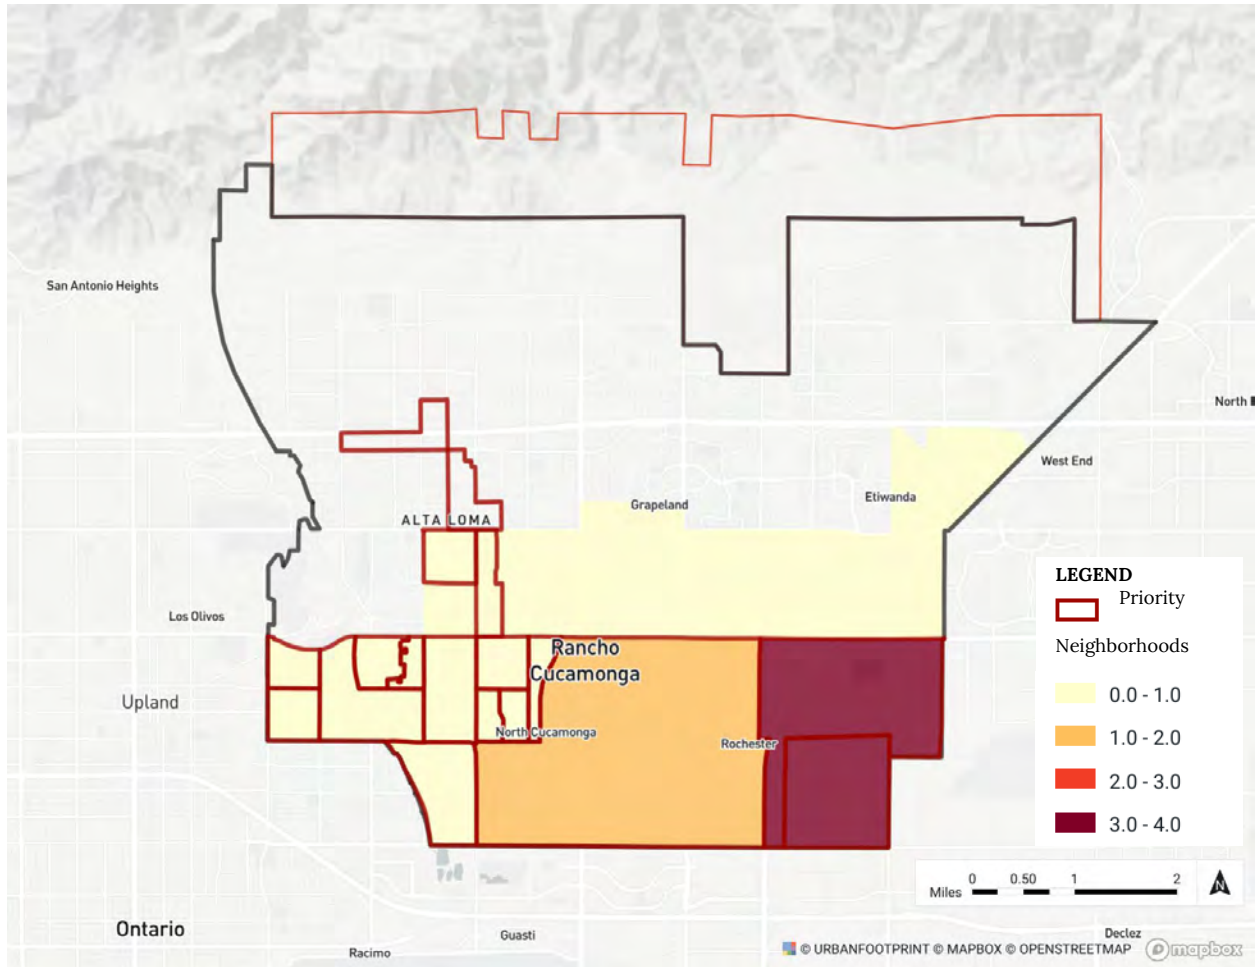 San Antonio Heights
North
West End
Etiwanda
Grapeland
ALTA LOMA
LEGEND
Priority
Neighborhoods
0.0 - 1.0
1.0 - 2.0
2.0 - 3.0
3.0 - 4.0
Los Olivos
Rancho
Cucamonga
Upland
North Cucamonga
Rochester
0 0.50 1 2
Miles
N
Ontario
Guasti
Racimo
Declez
© URBANFOOTPRINT © MAPBOX © OPENSTREETMAP
mapbox